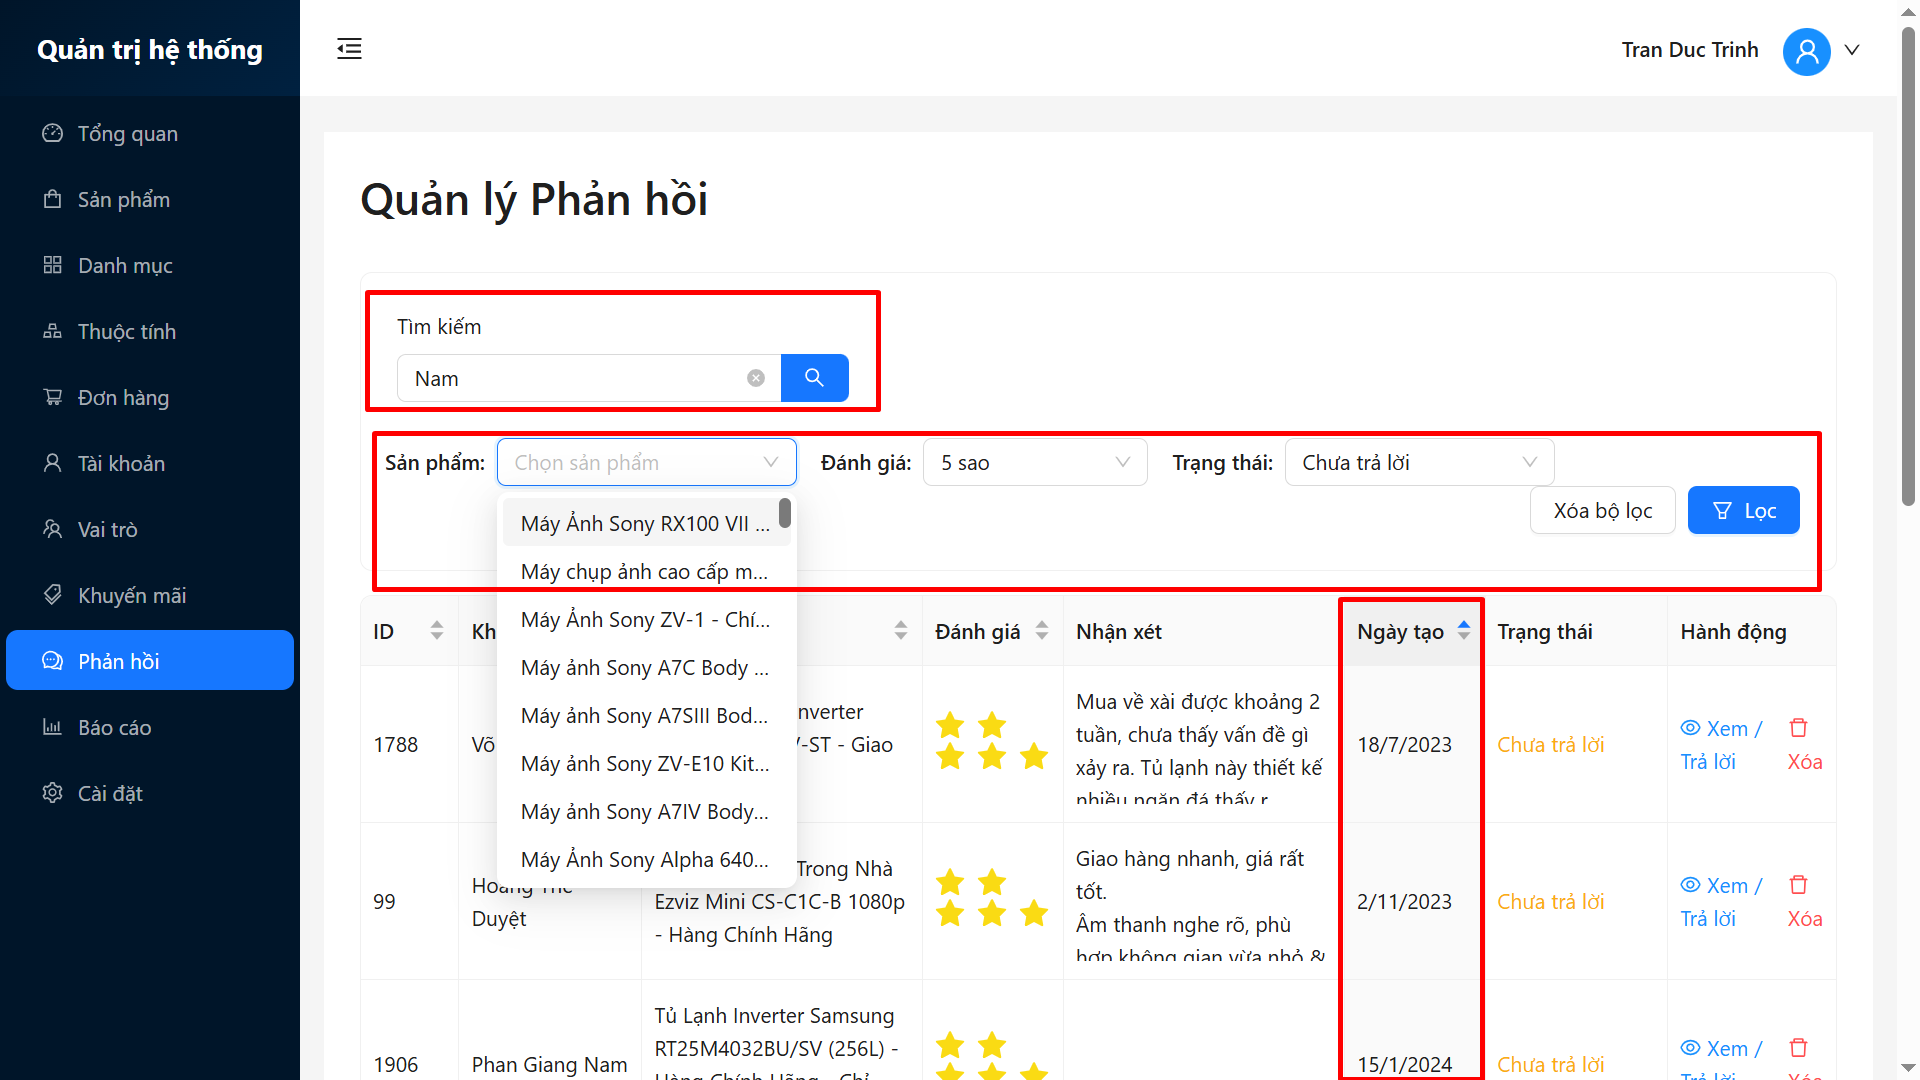 Quản trị hệ thống
Tran Duc Trinh
Tổng quan
Sản phẩm
Danh mục
Thuộc tính
Đơn hàng
Tài khoản
Vai trò
Khuyến mãi
Phản hồi
Báo cáo
Cài đặt
Quản lý Phản hồi
Tìm kiếm
Nam
Sản phẩm:
Chọn sản phẩm
Đánh giá:
5 sao
Trạng thái:
Chưa trả lời
Xóa bộ lọc
Lọc
Máy Ảnh Sony RX100 VII ...
Máy chụp ảnh cao cấp m...
Máy Ảnh Sony ZV-1 - Chí...
Máy ảnh Sony A7C Body ...
Máy ảnh Sony A7SIII Bod...
Máy ảnh Sony ZV-E10 Kit...
Máy ảnh Sony A7IV Body...
Máy Ảnh Sony Alpha 640...
ID
Kh
Đánh giá
Nhận xét
Ngày tạo
Trạng thái
Hành động
1788
Võ
nverter
/-ST - Giao
Mua về xài được khoảng 2
tuần, chưa thấy vấn đề gì
xảy ra. Tủ lạnh này thiết kế
nhiều ngăn đá thấy r
18/7/2023
Chưa trả lời
Xem /
Trả lời
Xóa
99
Hoàng Thế
Duyệt
Trong Nhà
Ezviz Mini CS-C1C-B 1080p
- Hàng Chính Hãng
Giao hàng nhanh, giá rất
tốt.
Âm thanh nghe rõ, phù
hợp không gian vừa nhỏ &
2/11/2023
Chưa trả lời
Xem /
Trả lời
Xóa
1906
Phan Giang Nam
Tủ Lạnh Inverter Samsung
RT25M4032BU/SV (256L) -
Hàng Chính Hãng - Chỉ
15/1/2024
Chưa trả lời
Xem /
Trả lời
Xóa